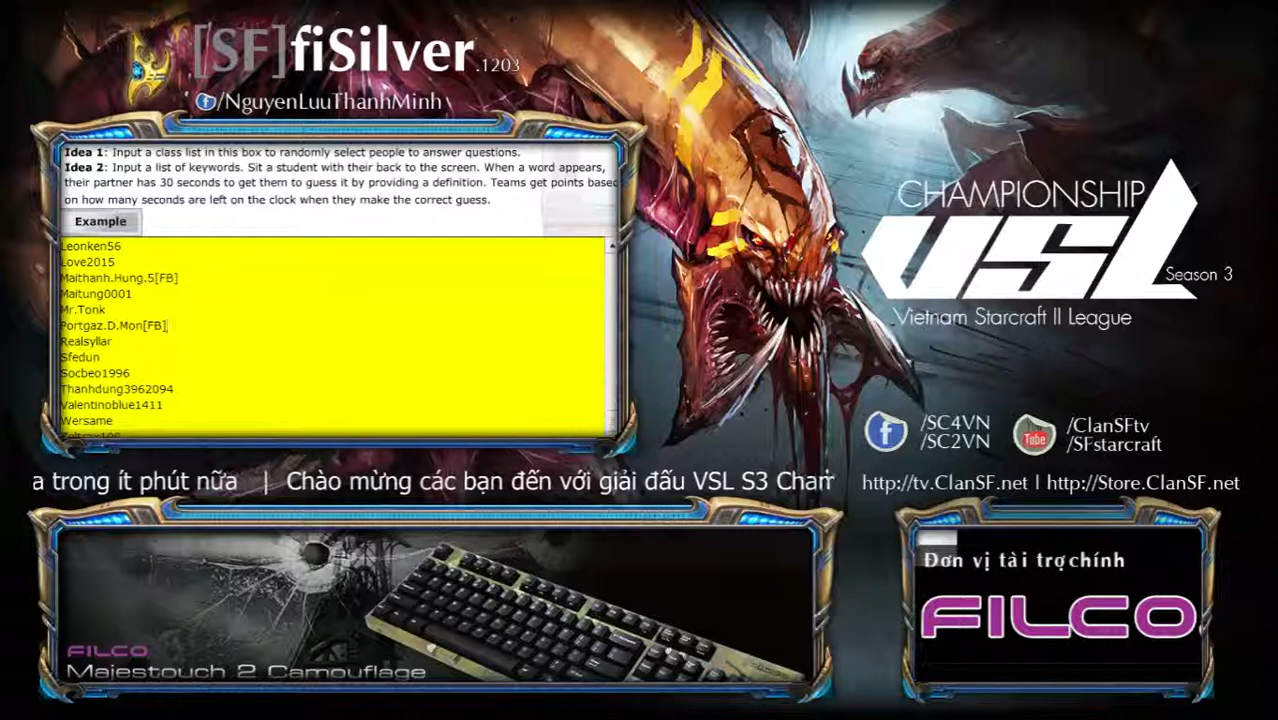 [SF]fiSilver.1203
/NguyenLuuThanhMinh
Idea 1: Input a class list in this box to randomly select people to answer questions.
Idea 2: Input a list of keywords. Sit a student with their back to the screen. When a word appears,
their partner has 30 seconds to get them to guess it by providing a definition. Teams get points based
on how many seconds are left on the clock when they make the correct guess.
Example
Leonken56
Love2015
Maithanh.Hung.5[FB]
Maitung0001
Mr.Tonk
Portgaz.D.Mon[FB]
Realsyllar
Sfedun
Socbeo1996
Thanhdung3962094
Valentinoblue1411
Wersame
CHAMPIONSHIP
VSL
Season 3
Vietnam Starcraft II League
/SC4VN
/SC2VN
Tube
/ClanSFtv
/SFstarcraft
a trong ít phút nữa | Chào mừng các bạn đến với giải đấu VSL S3 Cham
http://tv.ClanSF.net I http://Store.ClanSF.net
FILCO
Majestouch 2 Camouflage
Đơn vị tài trợ chính
FILCO